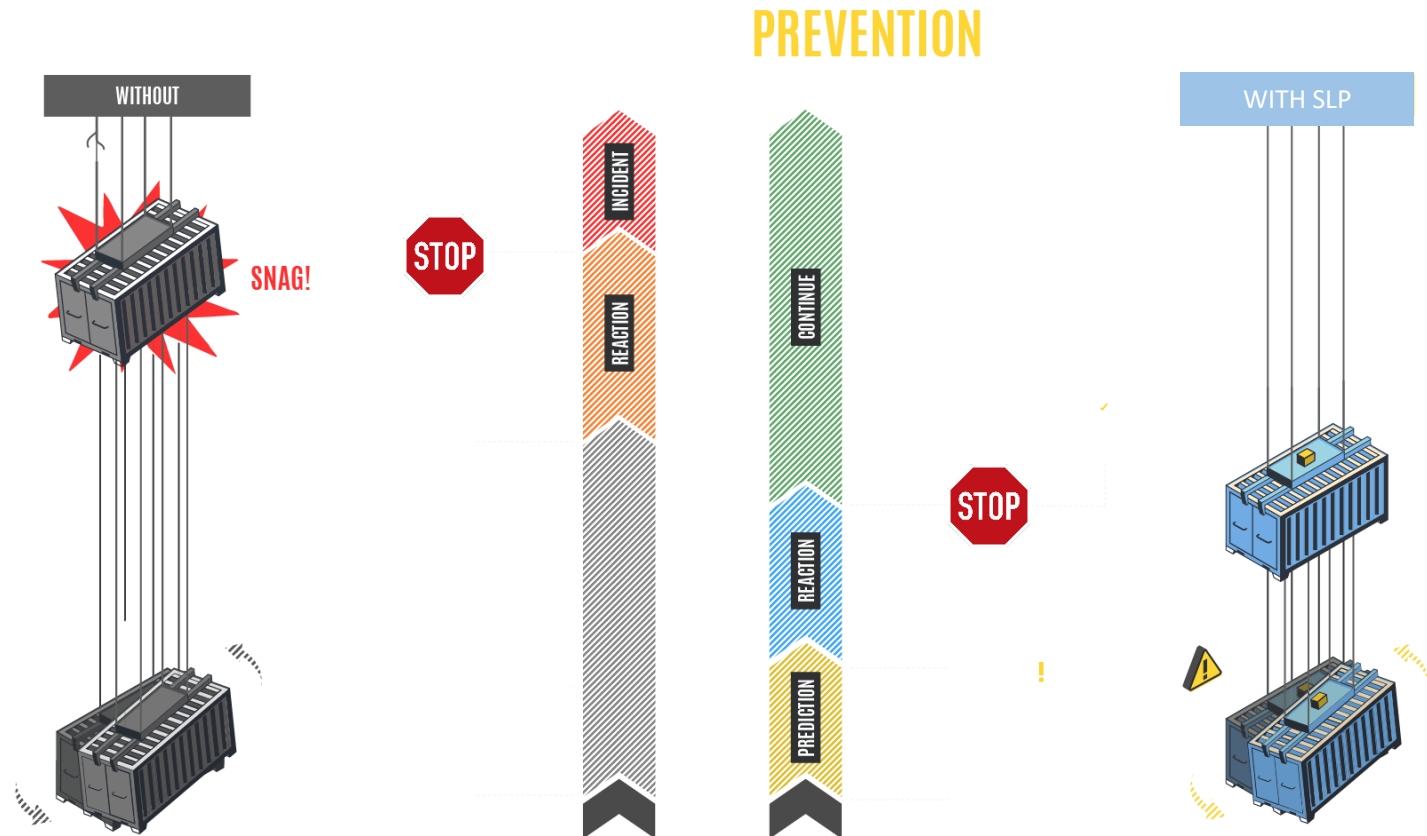 PREVENTION
WITHOUT
WITH SLP
INCIDENT
STOP
SNAG!
REACTION
CONTINUE
STOP
REACTION
!
PREDICTION
!